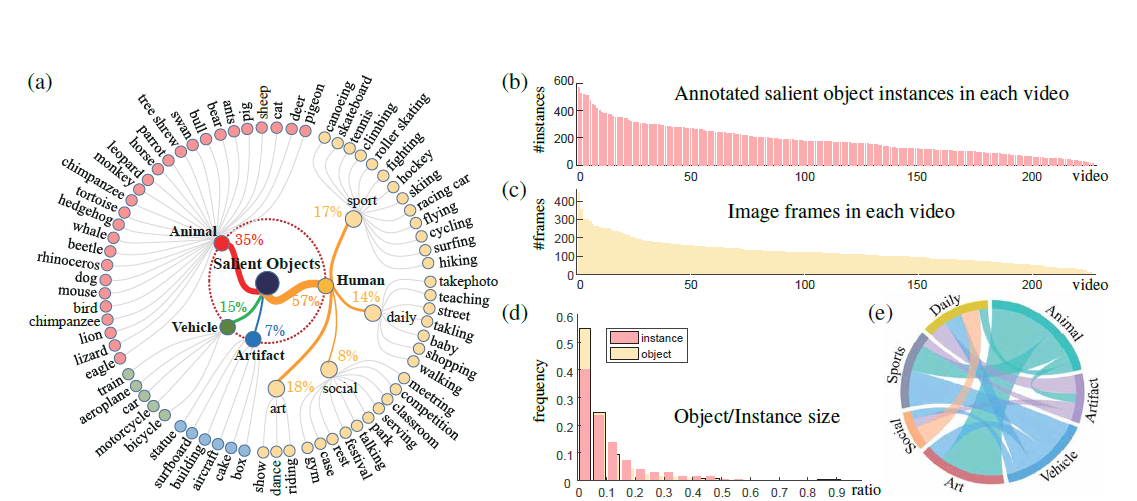 (a)
pigeon
deer
cat
sheep
pig
ants
bear
bull
swan
tree shrew
parrot
horse
leopard
monkey
chimpanzee
tortoise
hedgehog
whale
beetle
rhinoceros
dog
mouse
bird
chimpanzee
lion
lizard
eagle
train
aeroplane
car
motorcycle
bicycle
statue
surfboard
building
aircraft
cake
box
show
dance
riding
gym
case
rest
festival
talking
park
serving
classroom
competition
meetring
walking
shopping
baby
takling
street
teaching
takephoto
hiking
surfing
cycling
flying
racing car
skiing
hockey
fighting
roller skating
climbing
tennis
skateboard
canoeing
Animal
35%
Salient Objects
57%
Human
15%
Vehicle
7%
Artifact
17%
sport
14%
daily
8%
social
18%
art
(b)
Annotated salient object instances in each video
#instances
600
400
200
0
0 50 100 150 200 video
(c)
Image frames in each video
#frames
400
300
200
100
0
0 50 100 150 200 video
(d)
Object/Instance size
instance
object
frequency
0.6
0.5
0.4
0.3
0.2
0.1
0
0 0.1 0.2 0.3 0.4 0.5 0.6 0.7 0.8 0.9 ratio
(e)
Daily
Animal
Artifact
Vehicle
Art
Social
Sports